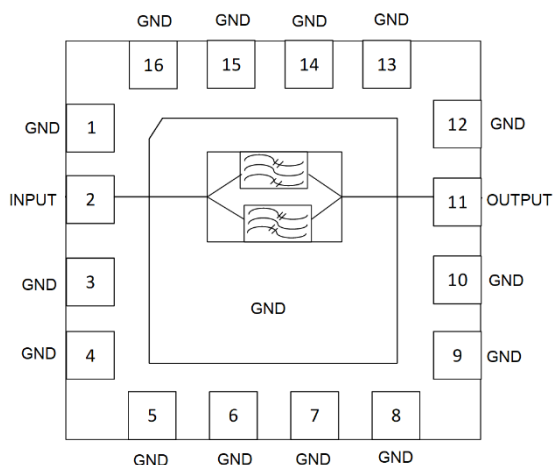 GND GND GND GND
16 15 14 13
GND 1 12 GND
INPUT 2 11 OUTPUT
GND 3 10 GND
GND
GND 4 9 GND
5 6 7 8
GND GND GND GND